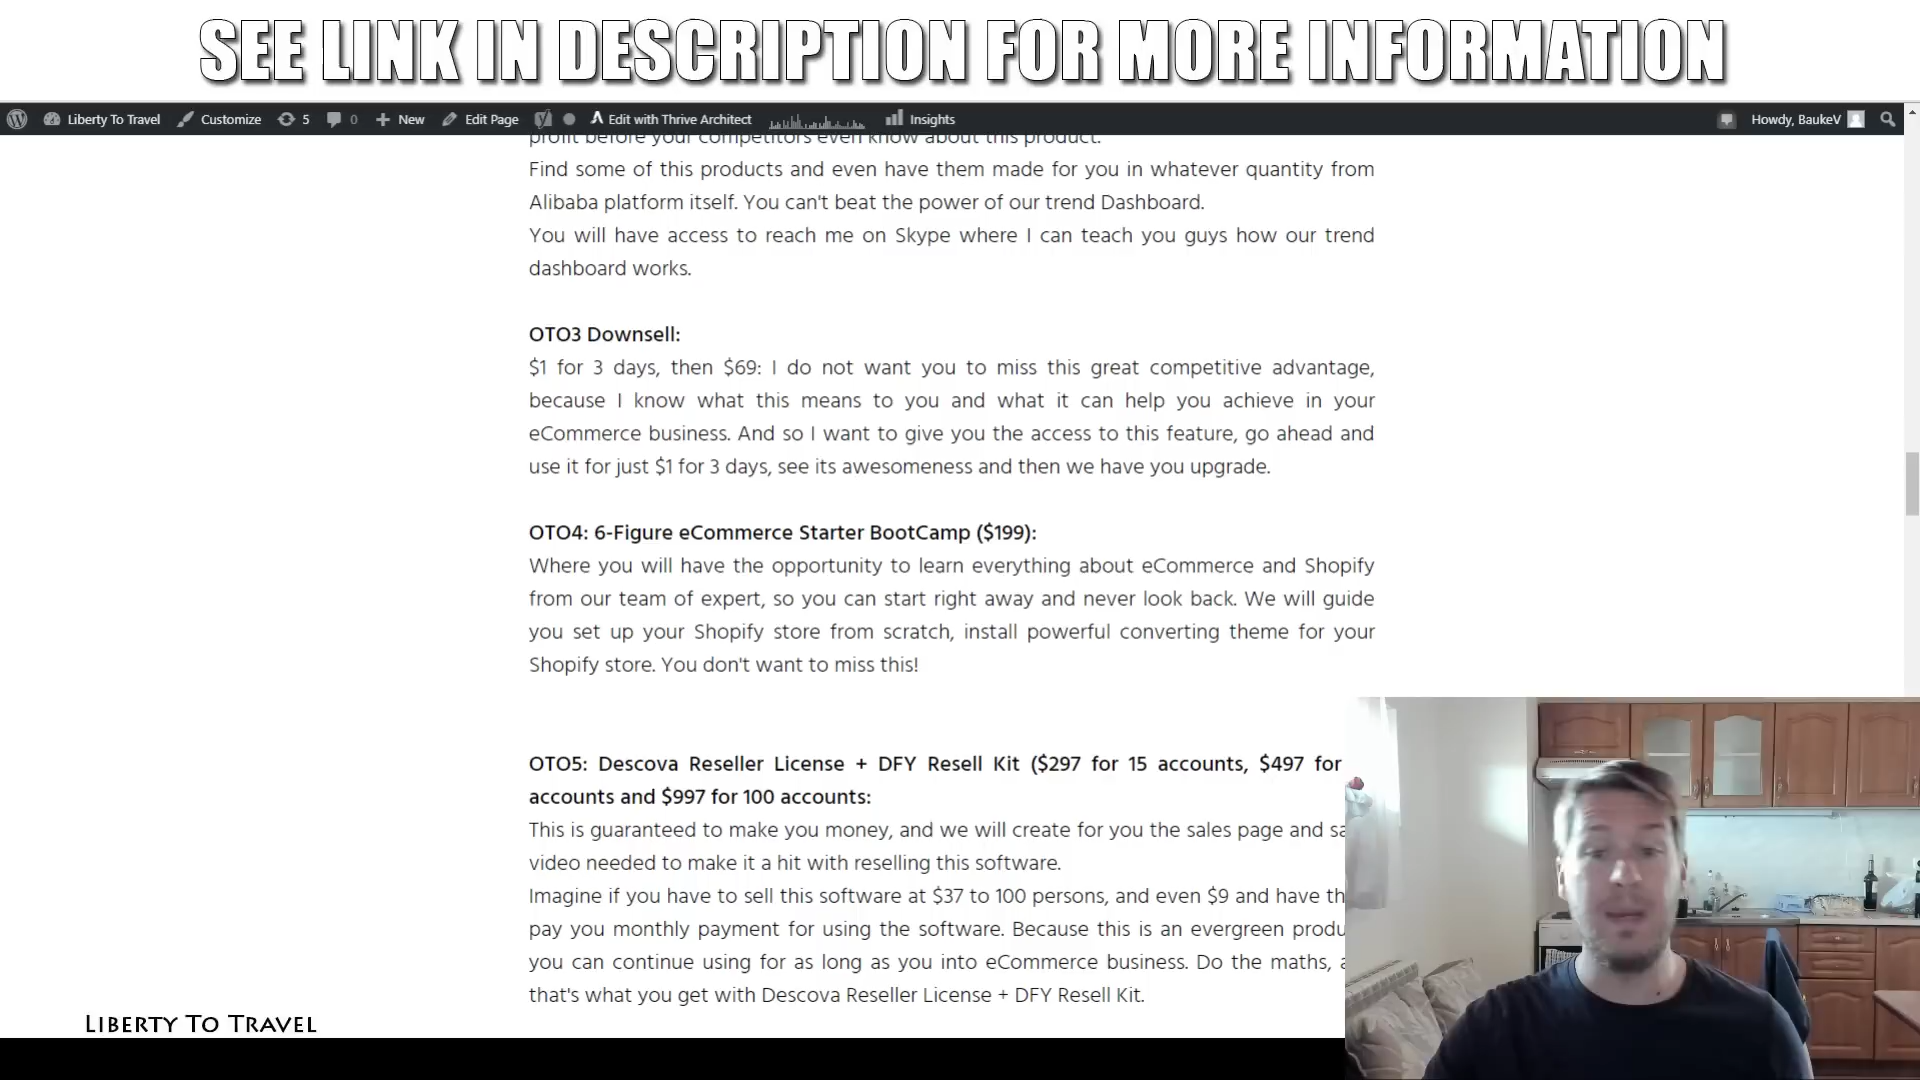 SEE LINK IN DESCRIPTION FOR MORE INFORMATION
Liberty To Travel Customize 5 0 New Edit Page Edit with Thrive Architect Insights Howdy, BaukeV
profit before your competitors even know about this product.
Find some of this products and even have them made for you in whatever quantity from
Alibaba platform itself. You can't beat the power of our trend Dashboard.
You will have access to reach me on Skype where I can teach you guys how our trend
dashboard works.
OTO3 Downsell:
$1 for 3 days, then $69: I do not want you to miss this great competitive advantage,
because I know what this means to you and what it can help you achieve in your
eCommerce business. And so I want to give you the access to this feature, go ahead and
use it for just $1 for 3 days, see its awesomeness and then we have you upgrade.
OTO4: 6-Figure eCommerce Starter BootCamp ($199):
Where you will have the opportunity to learn everything about eCommerce and Shopify
from our team of expert, so you can start right away and never look back. We will guide
you set up your Shopify store from scratch, install powerful converting theme for your
Shopify store. You don't want to miss this!
OTO5: Descova Reseller License + DFY Resell Kit ($297 for 15 accounts, $497 for
accounts and $997 for 100 accounts:
This is guaranteed to make you money, and we will create for you the sales page and
video needed to make it a hit with reselling this software.
Imagine if you have to sell this software at $37 to 100 persons, and even $9 and have
pay you monthly payment for using the software. Because this is an evergreen
you can continue using for as long as you into eCommerce business. Do the maths,
that's what you get with Descova Reseller License + DFY Resell Kit.
LIBERTY TO TRAVEL